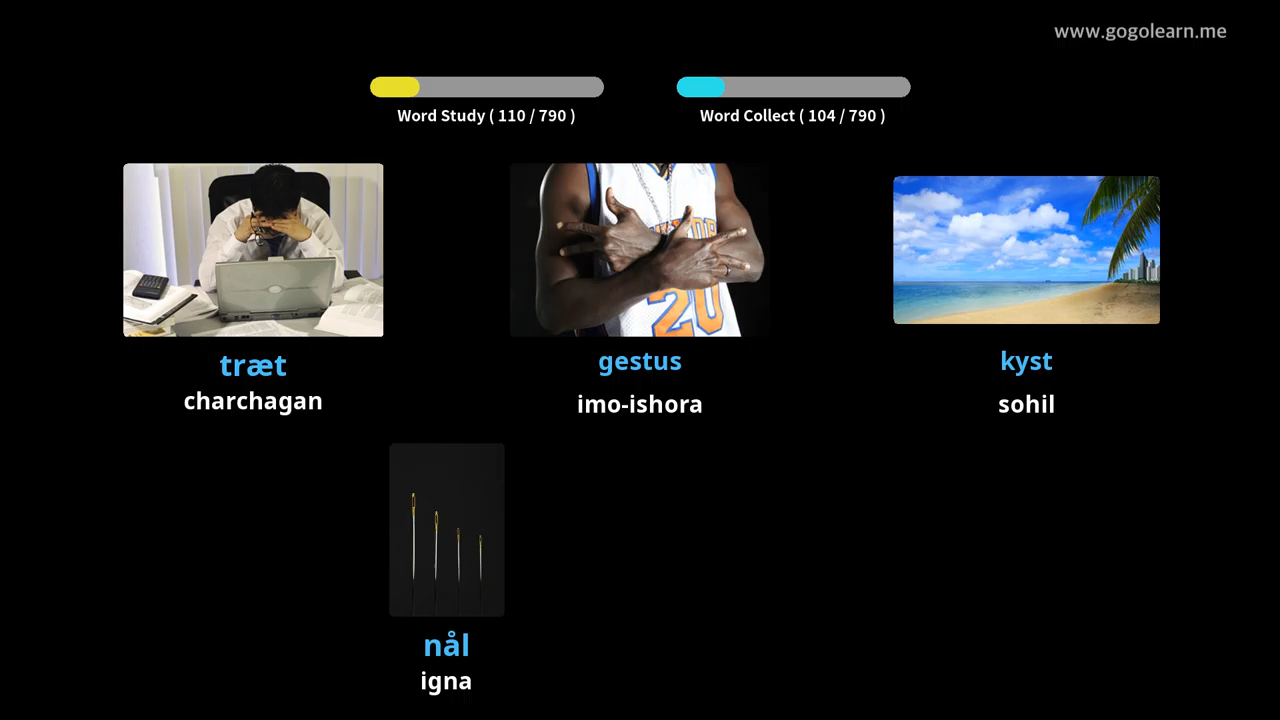 www.gogolearn.me
Word Study ( 110 / 790 )
Word Collect ( 104 / 790 )
træt
charchagan
gestus
imo-ishora
kyst
sohil
20
nål
igna